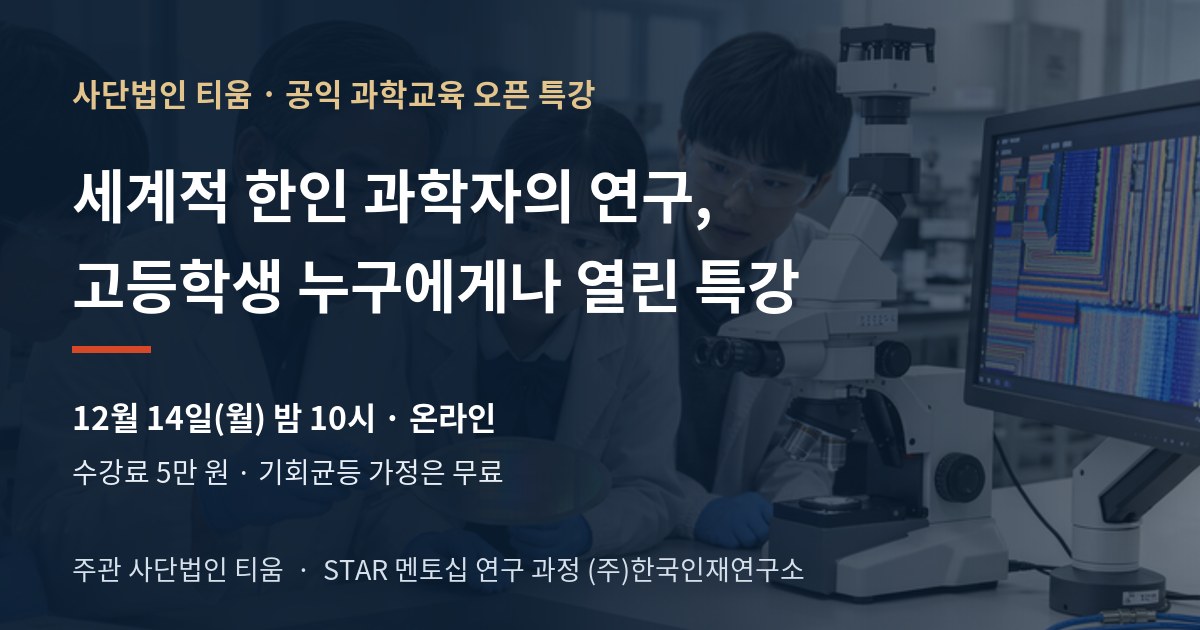 사단법인 티움 · 공익 과학교육 오픈 특강
세계적 한인 과학자의 연구,
고등학생 누구에게나 열린 특강
12월 14일(월) 밤 10시 · 온라인
수강료 5만 원 · 기회균등 가정은 무료
주관 사단법인 티움 · STAR 멘토십 연구 과정 (주)한국인재연구소